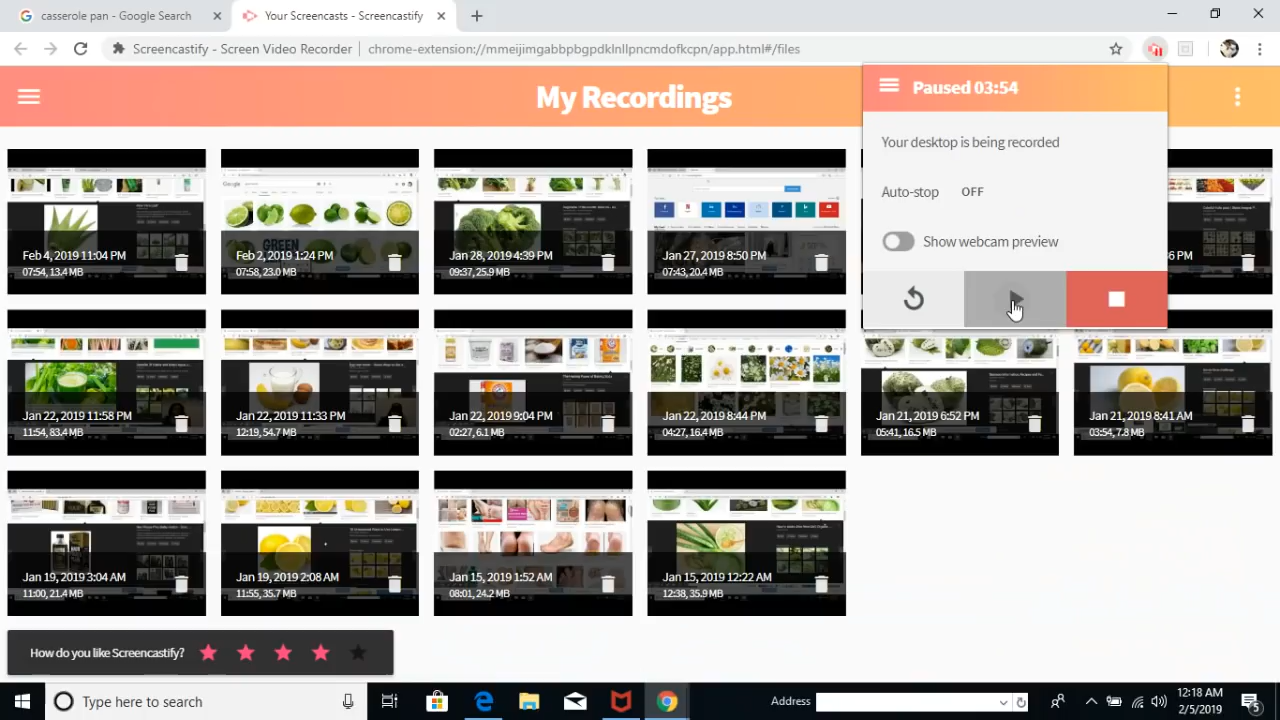 casserole pan - Google Search
Your Screencasts - Screencastify
Screencastify - Screen Video Recorder
chrome-extension://mmeijimgabbpbgpdklnllpncmdofkcpn/app.html#/files
My Recordings
Paused 03:54
Your desktop is being recorded
Auto-stop OFF
Show webcam preview
Feb 4, 2019 11:04 PM
07:54, 13.4 MB
Feb 2, 2019 1:24 PM
07:58, 23.0 MB
Jan 28, 2019 4:39 PM
09:37, 25.9 MB
Jan 27, 2019 8:50 PM
07:43, 20.4 MB
Jan 22, 2019 11:58 PM
11:54, 83.4 MB
Jan 22, 2019 11:33 PM
12:19, 54.7 MB
Jan 22, 2019 9:04 PM
02:27, 6.1 MB
Jan 22, 2019 8:44 PM
04:27, 16.4 MB
Jan 21, 2019 6:52 PM
05:41, 16.5 MB
Jan 21, 2019 8:41 AM
03:54, 7.8 MB
Jan 19, 2019 3:04 AM
11:00, 21.4 MB
Jan 19, 2019 2:08 AM
11:55, 35.7 MB
Jan 15, 2019 1:52 AM
08:01, 24.2 MB
Jan 15, 2019 12:22 AM
12:38, 35.9 MB
How do you like Screencastify?
Type here to search
Address
12:18 AM
2/5/2019
5